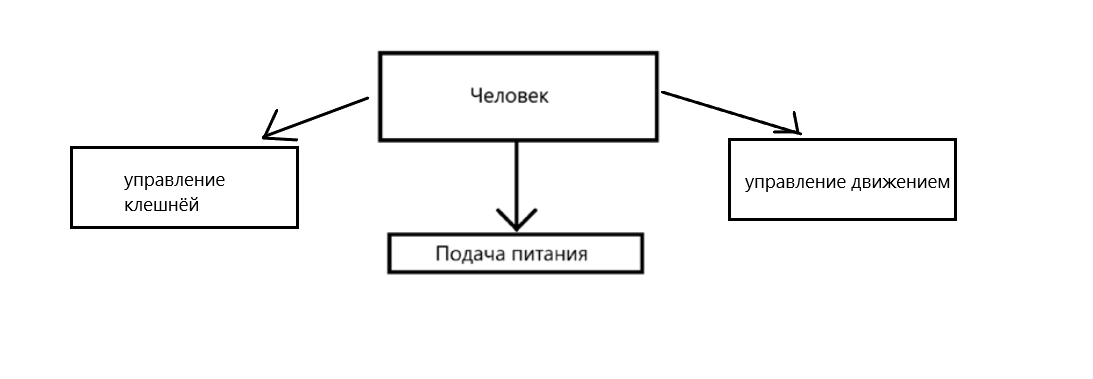 Человек
управление
клешнёй
управление движением
Подача питания